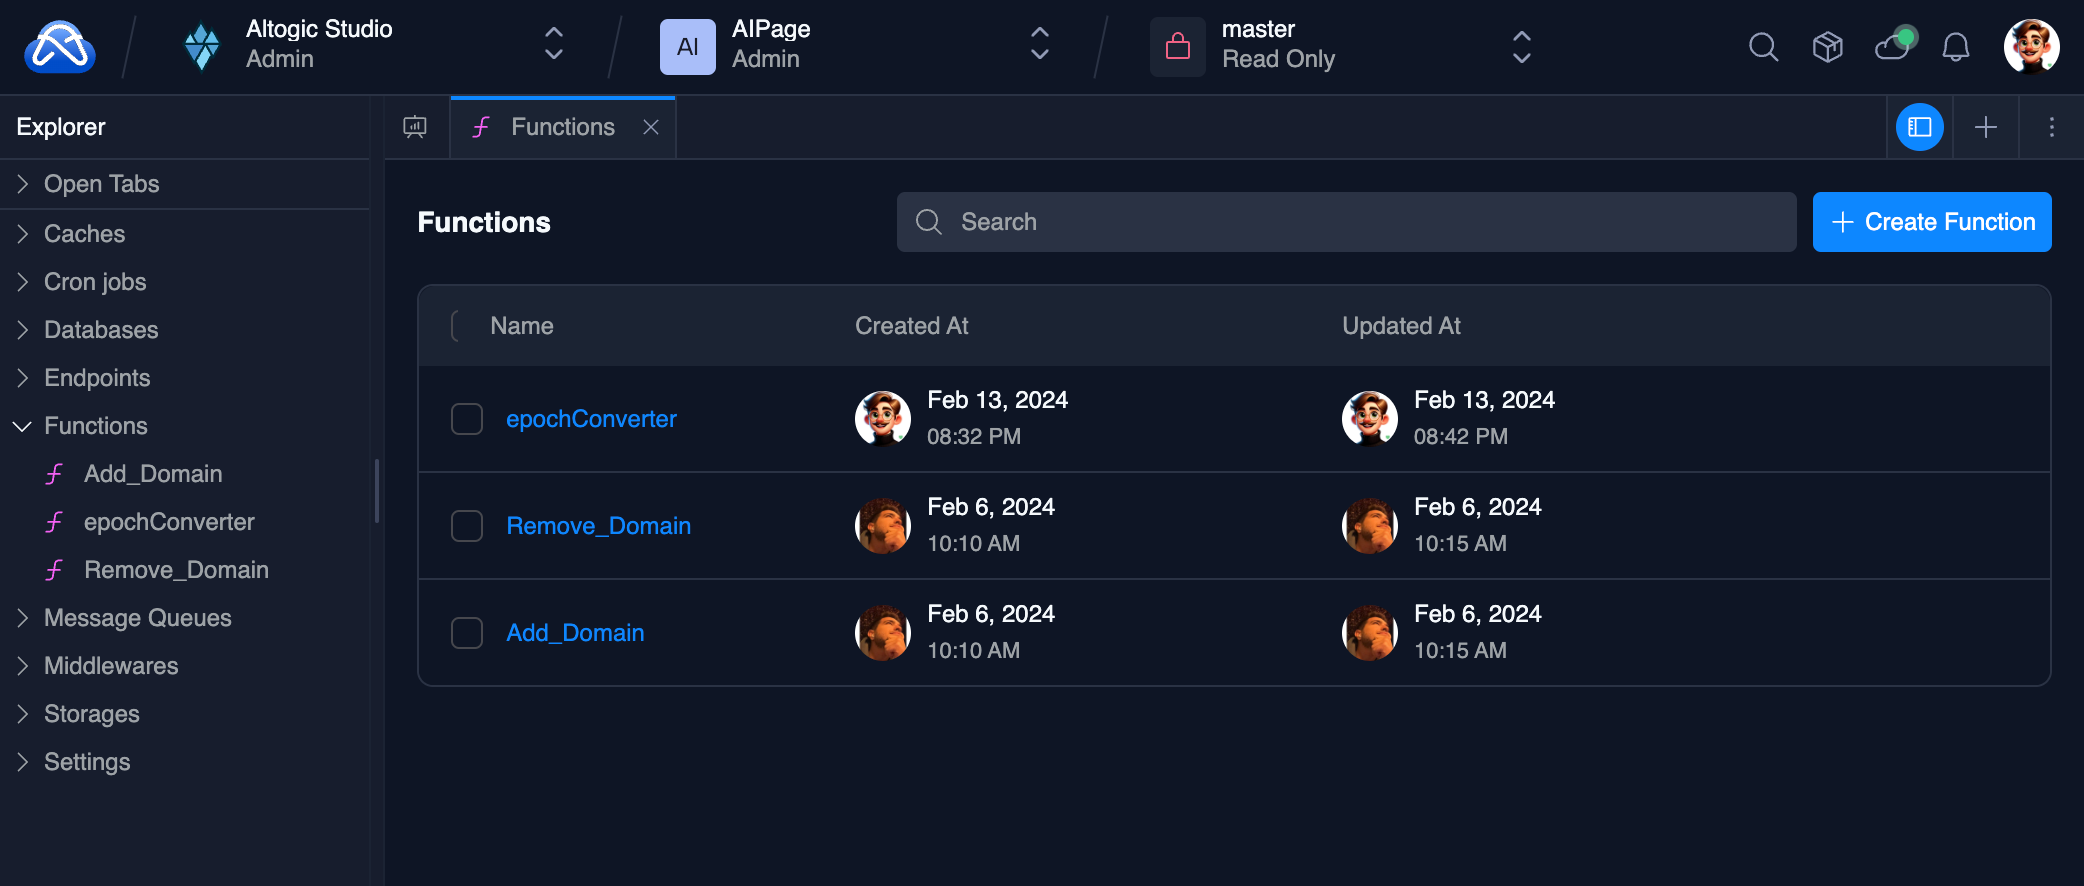 Altogic Studio
Admin
AI
AIPage
Admin
master
Read Only
Explorer
Functions
Open Tabs
Caches
Cron jobs
Databases
Endpoints
Functions
Add_Domain
epochConverter
Remove_Domain
Message Queues
Middlewares
Storages
Settings
Functions
Search
Create Function
Name Created At Updated At
epochConverter
Feb 13, 2024
08:32 PM
Feb 13, 2024
08:42 PM
Remove_Domain
Feb 6, 2024
10:10 AM
Feb 6, 2024
10:15 AM
Add_Domain
Feb 6, 2024
10:10 AM
Feb 6, 2024
10:15 AM